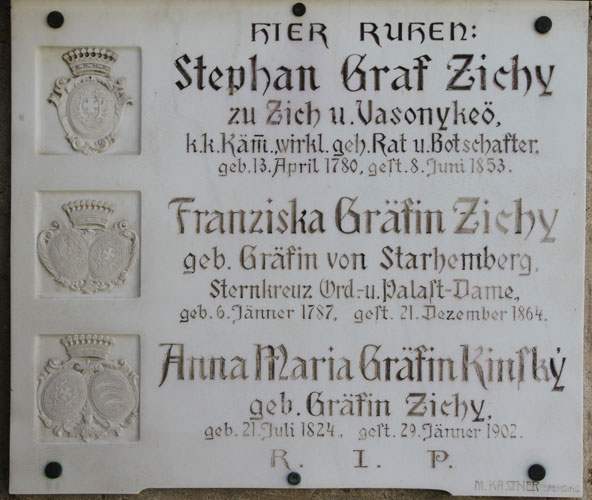 HIER RUHEN:
Stephan Graf Zichy
zu Zich u. Vasonykeö,
k.k. Käm̄., wirkl. geh. Rat u. Botschafter,
geb. 13. April 1780, geſt. 8. Juni 1853.
Franziska Gräfin Zichy
geb. Gräfin von Starhemberg,
Sternkreuz Ord.- u. Palaſt-Dame,
geb. 6. Jänner 1787, geſt. 21. Dezember 1864.
Anna Maria Gräfin Kinſky
geb. Gräfin Zichy,
geb. 21. Juli 1824. geſt. 29. Jänner 1902.
R. I. P.
M. KASTNER